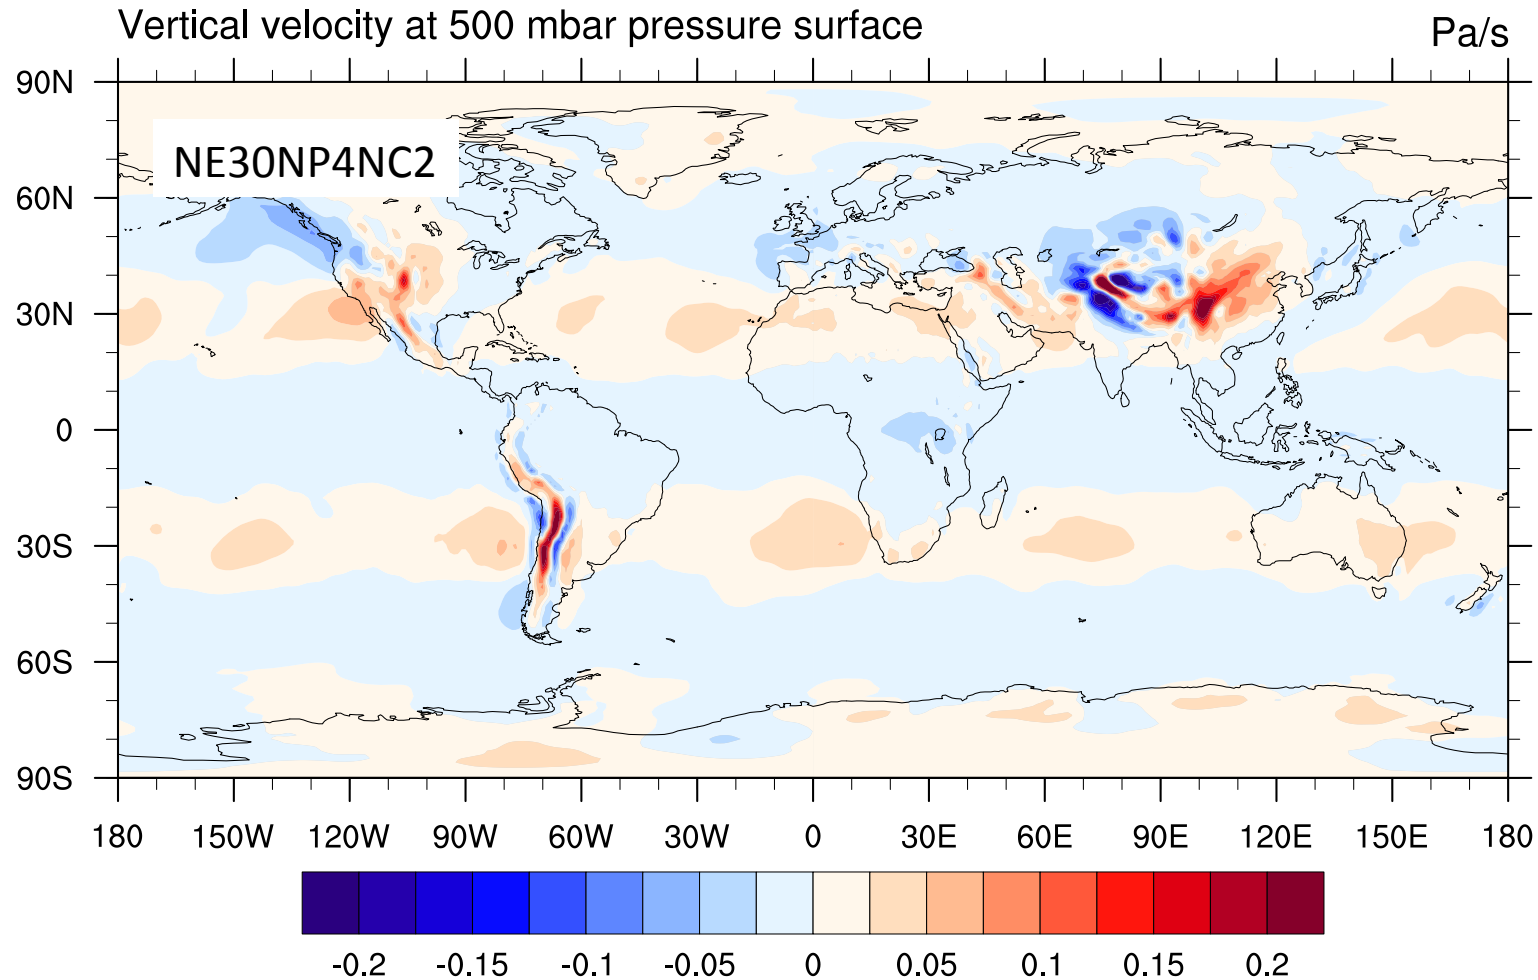 Vertical velocity at 500 mbar pressure surface
Pa/s
90N
NE30NP4NC2
60N
30N
0
30S
60S
90S
180 150W 120W 90W 60W 30W 0 30E 60E 90E 120E 150E 180
-0.2 -0.15 -0.1 -0.05 0 0.05 0.1 0.15 0.2